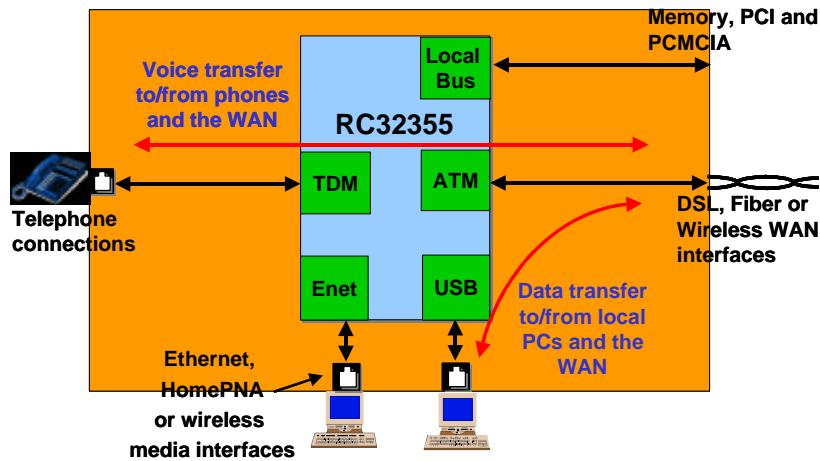 Memory, PCI and
PCMCIA
Local
Bus
Voice transfer
to/from phones
and the WAN
RC32355
TDM
ATM
Telephone
connections
DSL, Fiber or
Wireless WAN
interfaces
Enet
USB
Data transfer
to/from local
PCs and the
WAN
Ethernet,
HomePNA
or wireless
media interfaces